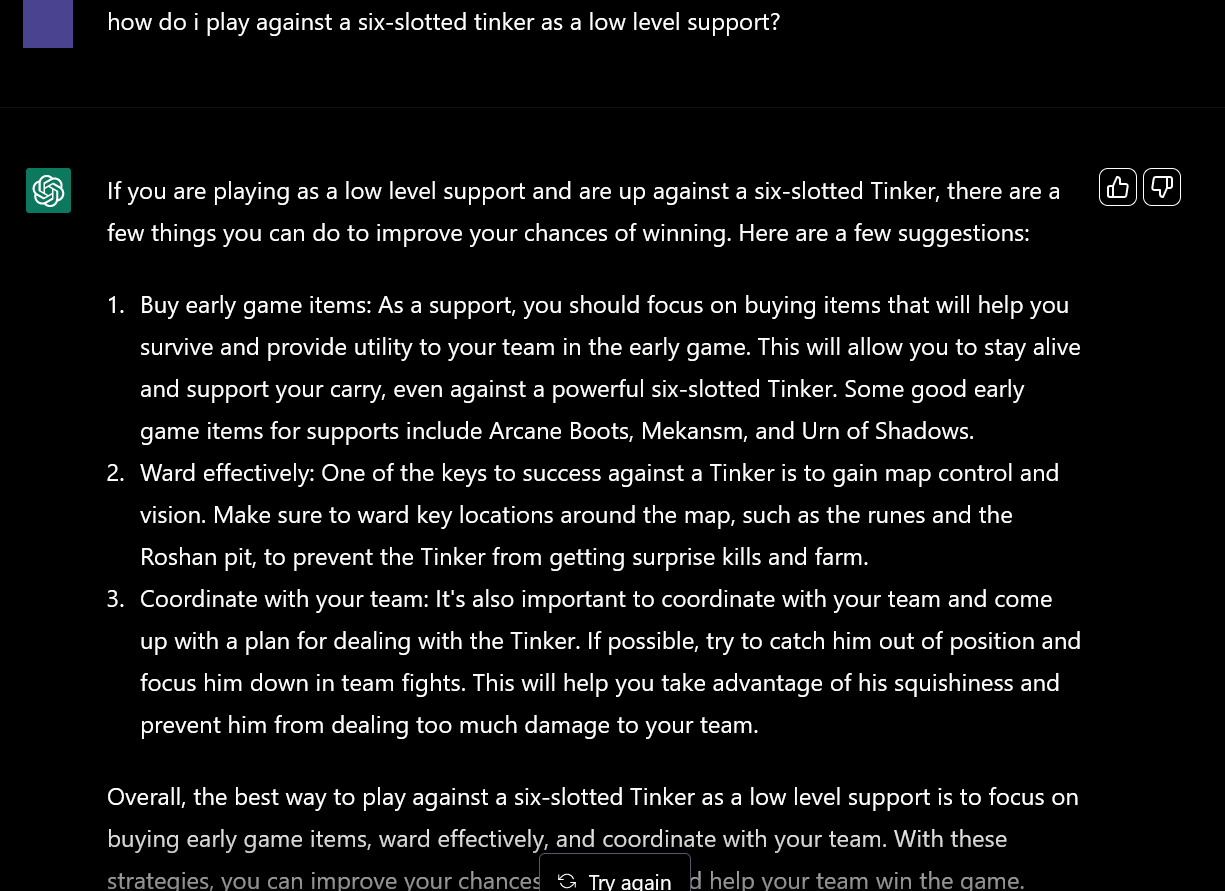 how do i play against a six-slotted tinker as a low level support?
If you are playing as a low level support and are up against a six-slotted Tinker, there are a
few things you can do to improve your chances of winning. Here are a few suggestions:
1. Buy early game items: As a support, you should focus on buying items that will help you
survive and provide utility to your team in the early game. This will allow you to stay alive
and support your carry, even against a powerful six-slotted Tinker. Some good early
game items for supports include Arcane Boots, Mekansm, and Urn of Shadows.
2. Ward effectively: One of the keys to success against a Tinker is to gain map control and
vision. Make sure to ward key locations around the map, such as the runes and the
Roshan pit, to prevent the Tinker from getting surprise kills and farm.
3. Coordinate with your team: It's also important to coordinate with your team and come
up with a plan for dealing with the Tinker. If possible, try to catch him out of position and
focus him down in team fights. This will help you take advantage of his squishiness and
prevent him from dealing too much damage to your team.
Overall, the best way to play against a six-slotted Tinker as a low level support is to focus on
buying early game items, ward effectively, and coordinate with your team. With these
strategies, you can improve your chances help your team win the game.
Try again